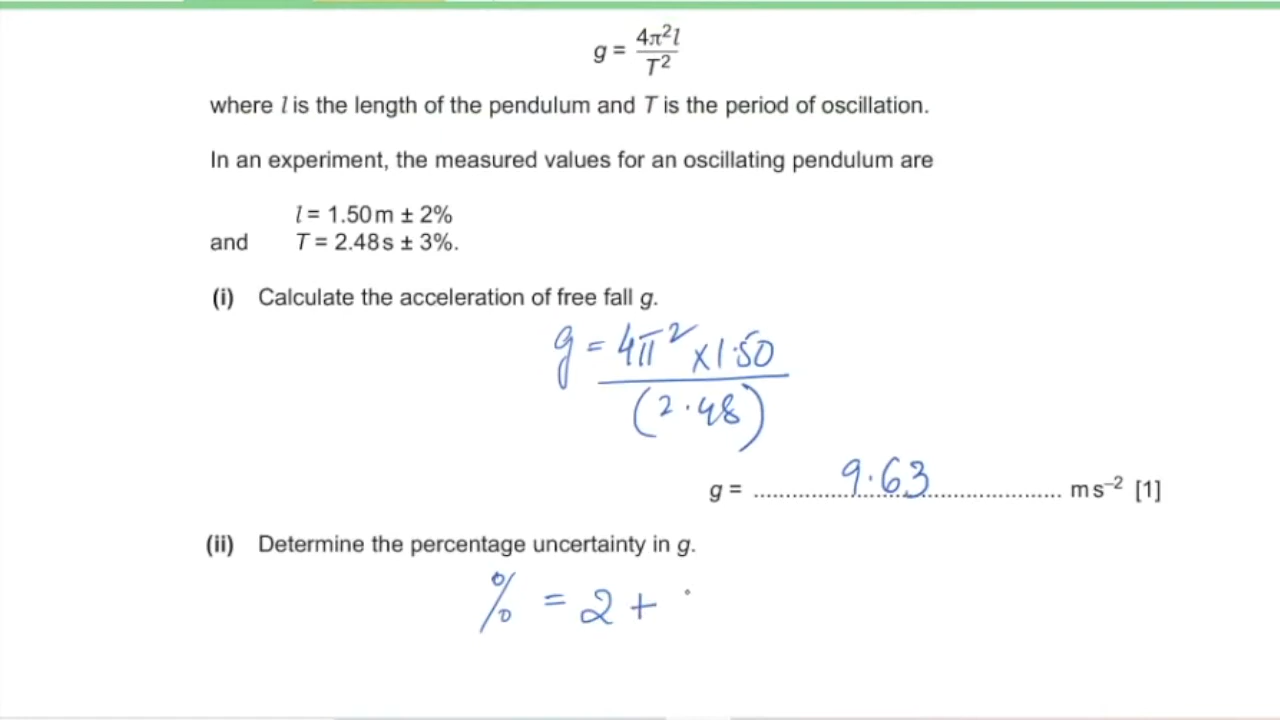 g = 4π²l / T²
where l is the length of the pendulum and T is the period of oscillation.
In an experiment, the measured values for an oscillating pendulum are
l = 1.50 m ± 2%
and T = 2.48 s ± 3%.
(i) Calculate the acceleration of free fall g.
g = 4π² × 1.50 / (2.48)
g = ........ 9.63 ........ m s⁻² [1]
(ii) Determine the percentage uncertainty in g.
% = 2 +